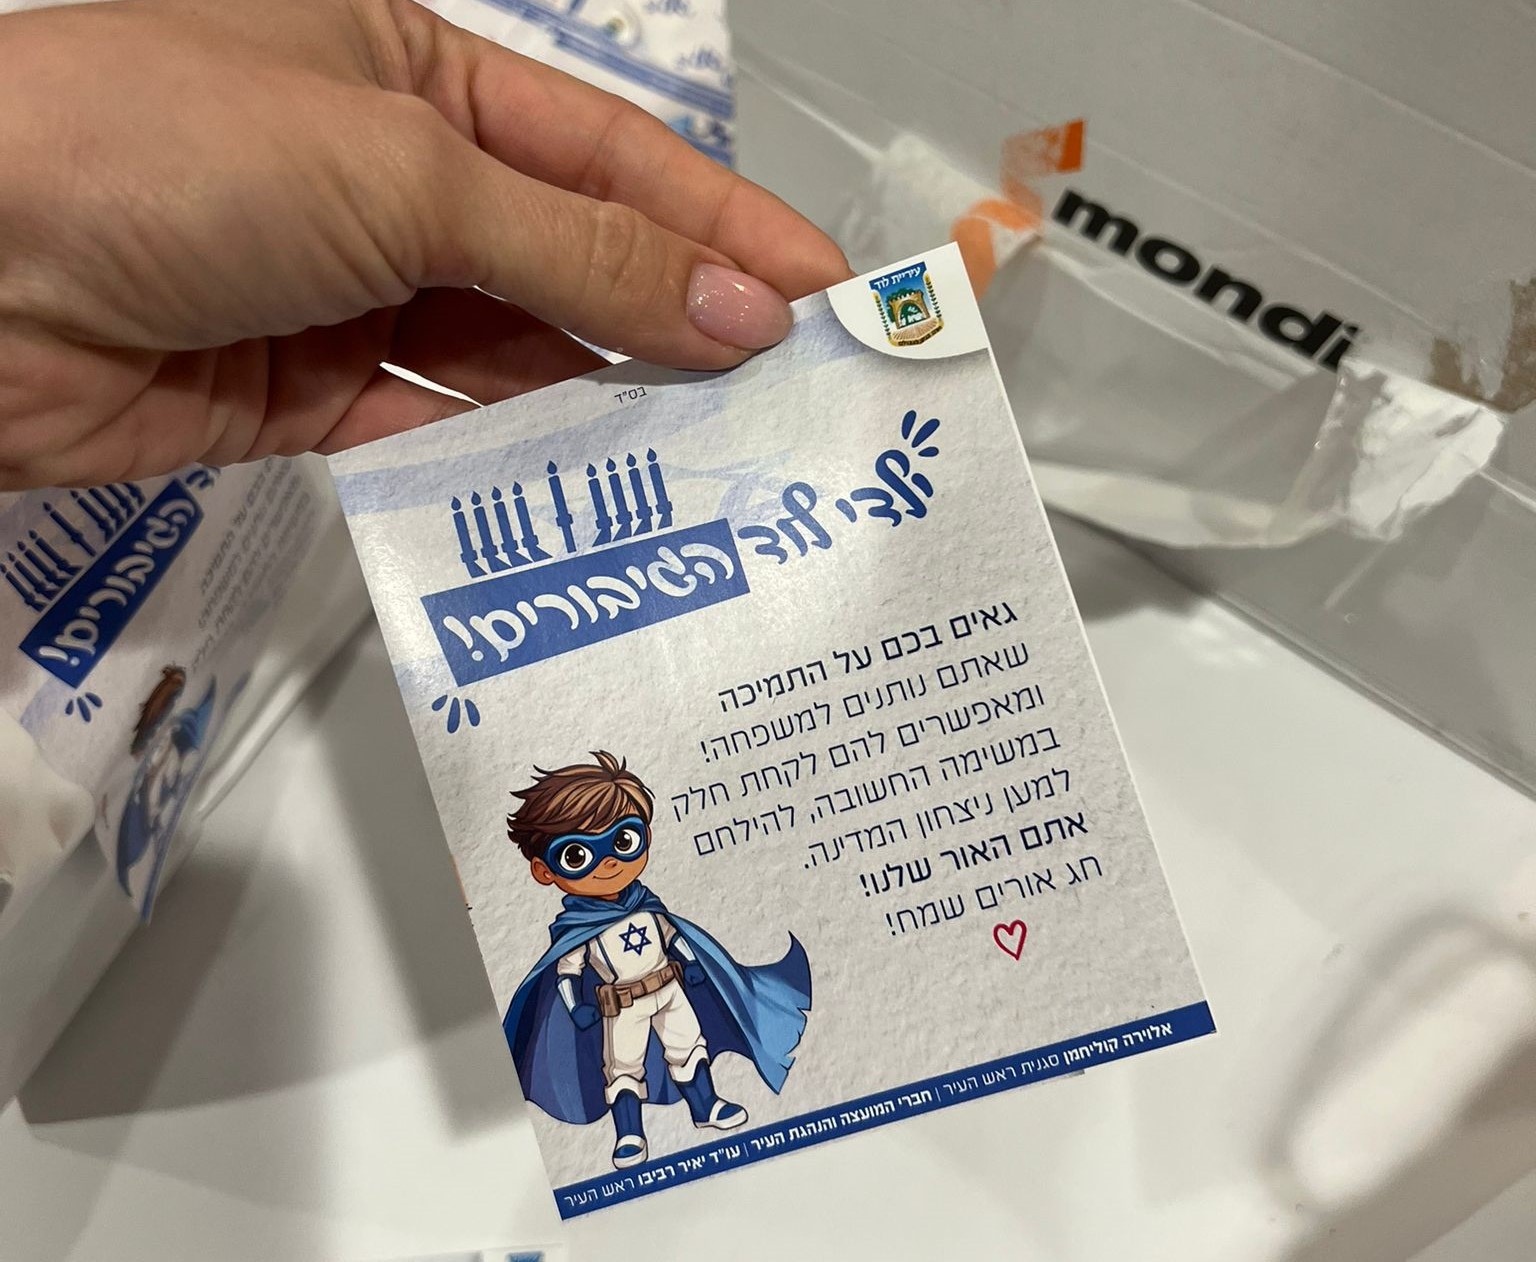 עיריית לוד
בס"ד
ילדי לוד
הגיבורים!
גאים בכם על התמיכה
שאתם נותנים למשפחה!
ומאפשרים להם לקחת חלק
במשימה החשובה, להילחם
למען ניצחון המדינה.
אתם האור שלנו!
חג אורים שמח!
אלוירה קוליחמן סגנית ראש העיר | חברי המועצה והנהגת העיר | עו"ד יאיר רביבו ראש העיר
mondi
הגיבורים!